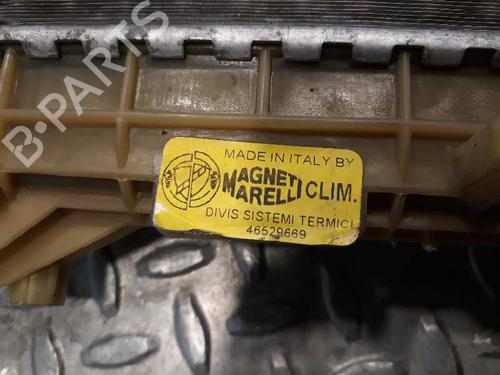 B-PARTS
MADE IN ITALY BY
MAGNETI
MARELLI CLIM.
DIVIS SISTEMI TERMICI
46529669